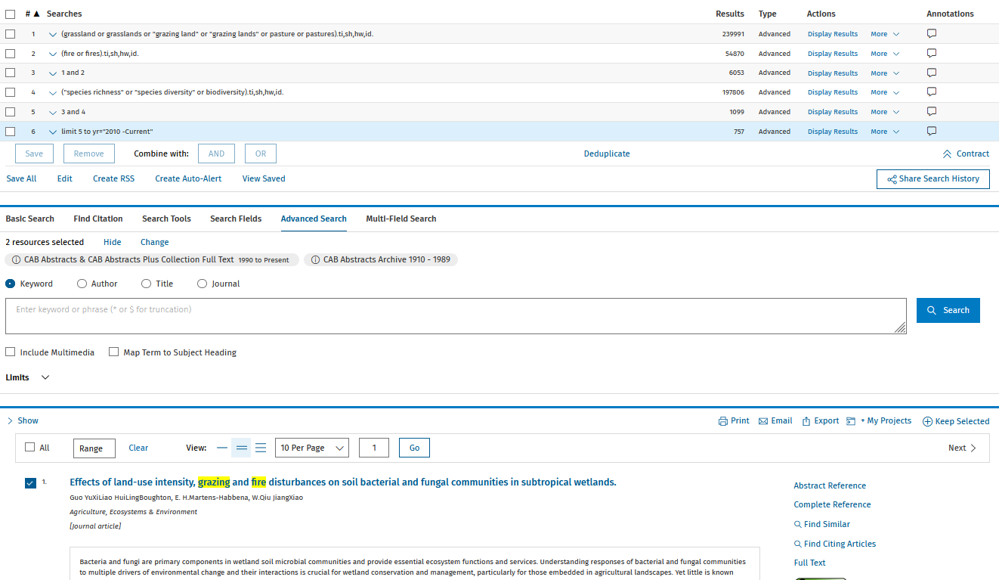 # ▲ Searches Results Type Actions Annotations
1 (grassland or grasslands or "grazing land" or "grazing lands" or pasture or pastures).ti,sh,hw,id. 239991 Advanced Display Results More
2 (fire or fires).ti,sh,hw,id. 54870 Advanced Display Results More
3 1 and 2 6053 Advanced Display Results More
4 ("species richness" or "species diversity" or biodiversity).ti,sh,hw,id. 197806 Advanced Display Results More
5 3 and 4 1099 Advanced Display Results More
6 limit 5 to yr="2010 -Current" 757 Advanced Display Results More
Save Remove Combine with: AND OR Deduplicate Contract
Save All Edit Create RSS Create Auto-Alert View Saved Share Search History
Basic Search Find Citation Search Tools Search Fields Advanced Search Multi-Field Search
2 resources selected Hide Change
CAB Abstracts & CAB Abstracts Plus Collection Full Text 1990 to Present CAB Abstracts Archive 1910 - 1989
Keyword Author Title Journal
Enter keyword or phrase (* or $ for truncation) Search
Include Multimedia Map Term to Subject Heading
Limits
Show Print Email Export + My Projects Keep Selected
All Range Clear View: 10 Per Page 1 Go Next
1. Effects of land-use intensity, grazing and fire disturbances on soil bacterial and fungal communities in subtropical wetlands.
Guo YuXiLiao HuiLingBoughton, E. H.Martens-Habbena, W.Qiu JiangXiao
Agriculture, Ecosystems & Environment
[Journal article]
Abstract Reference
Complete Reference
Find Similar
Find Citing Articles
Full Text
Bacteria and fungi are primary components in wetland soil microbial communities and provide essential ecosystem functions and services. Understanding responses of bacterial and fungal communities
to multiple drivers of environmental change and their interactions is crucial for wetland conservation and management, particularly for those embedded in agricultural landscapes. Yet little is known